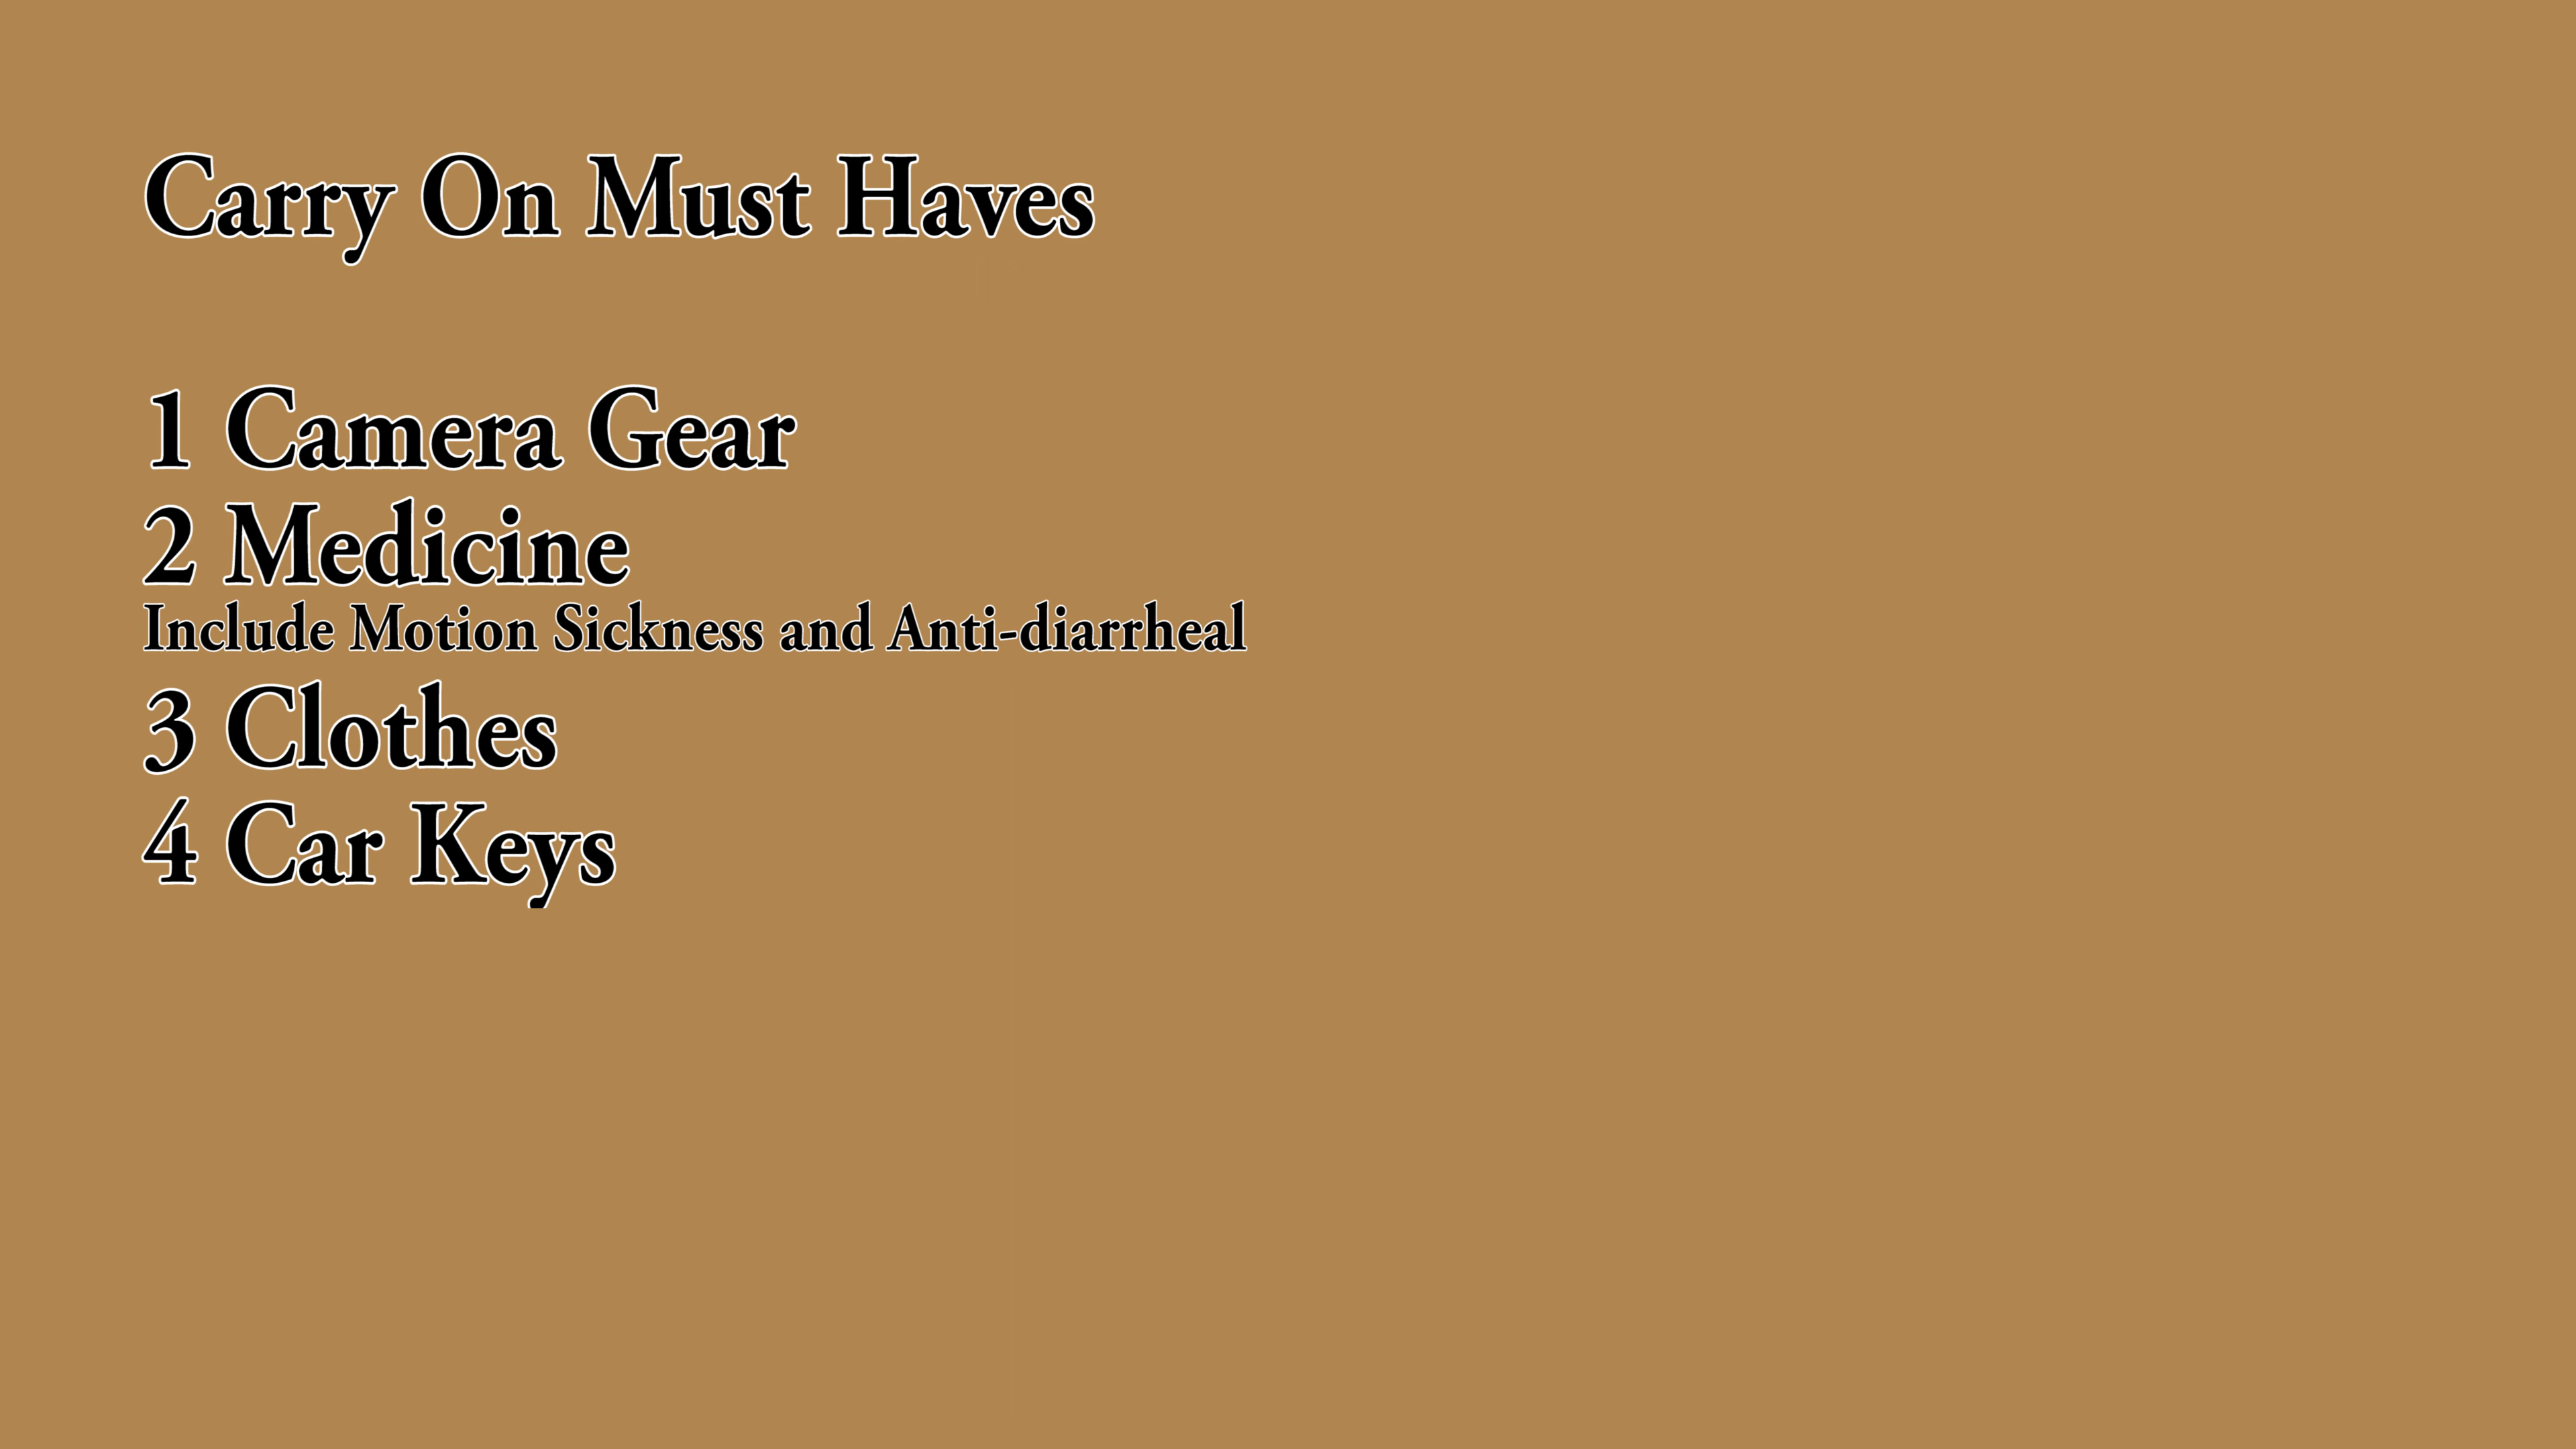 Carry On Must Haves
1 Camera Gear
2 Medicine
Include Motion Sickness and Anti-diarrheal
3 Clothes
4 Car Keys